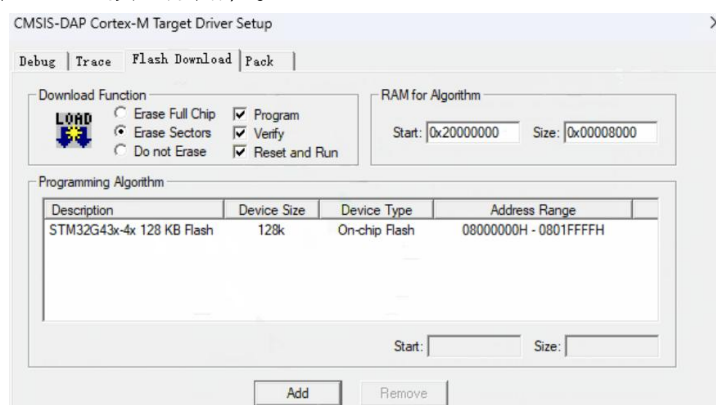 CMSIS-DAP Cortex-M Target Driver Setup
Debug Trace Flash Download Pack
Download Function
LOAD
Erase Full Chip Program
Erase Sectors Verify
Do not Erase Reset and Run
RAM for Algorithm
Start: 0x20000000 Size: 0x00008000
Programming Algorithm
Description Device Size Device Type Address Range
STM32G43x-4x 128 KB Flash 128k On-chip Flash 08000000H - 0801FFFFH
Start: Size:
Add Remove